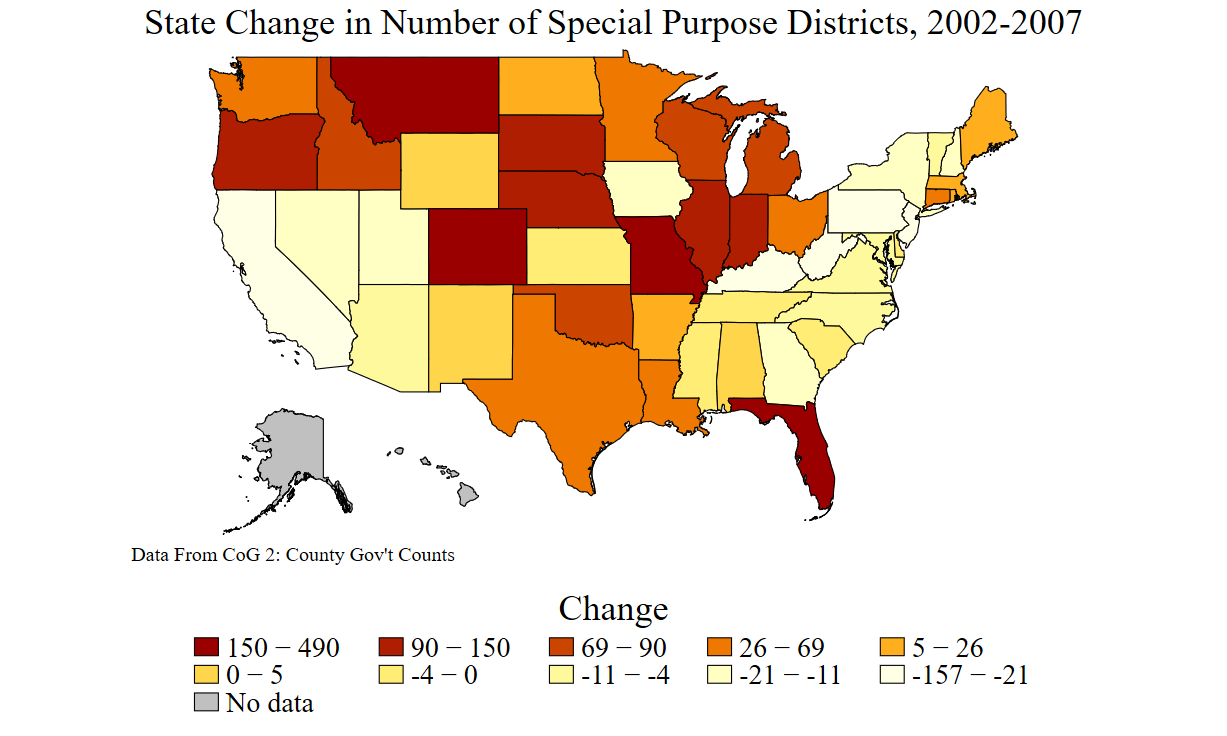 State Change in Number of Special Purpose Districts, 2002-2007
Data From CoG 2: County Gov't Counts
Change
150 − 490 90 − 150 69 − 90 26 − 69 5 − 26
0 − 5 -4 − 0 -11 − -4 -21 − -11 -157 − -21
No data